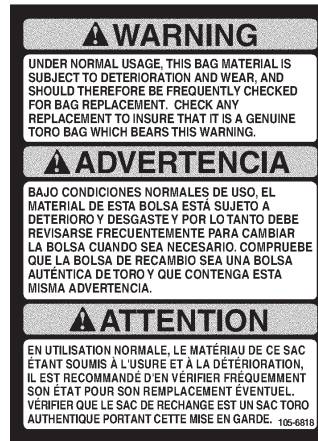 WARNING
UNDER NORMAL USAGE, THIS BAG MATERIAL IS
SUBJECT TO DETERIORATION AND WEAR, AND
SHOULD THEREFORE BE FREQUENTLY CHECKED
FOR BAG REPLACEMENT. CHECK ANY
REPLACEMENT TO INSURE THAT IT IS A GENUINE
TORO BAG WHICH BEARS THIS WARNING.
ADVERTENCIA
BAJO CONDICIONES NORMALES DE USO, EL
MATERIAL DE ESTA BOLSA ESTÁ SUJETO A
DETERIORO Y DESGASTE Y POR LO TANTO DEBE
REVISARSE FRECUENTEMENTE PARA CAMBIAR
LA BOLSA CUANDO SEA NECESARIO. COMPRUEBE
QUE LA BOLSA DE RECAMBIO SEA UNA BOLSA
AUTÉNTICA DE TORO Y QUE CONTENGA ESTA
MISMA ADVERTENCIA.
ATTENTION
EN UTILISATION NORMALE, LE MATÉRIAU DE CE SAC
ÉTANT SOUMIS À L'USURE ET À LA DÉTÉRIORATION,
IL EST RECOMMANDÉ D'EN VÉRIFIER FRÉQUEMMENT
SON ÉTAT POUR SON REMPLACEMENT ÉVENTUEL.
VÉRIFIER QUE LE SAC DE RECHANGE EST UN SAC TORO
AUTHENTIQUE PORTANT CETTE MISE EN GARDE. 105-6818